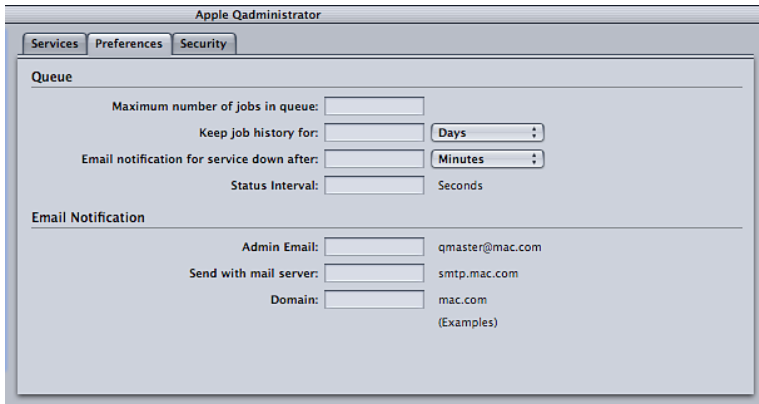 Apple Qadministrator
Services Preferences Security
Queue
Maximum number of jobs in queue:
Keep job history for: Days
Email notification for service down after: Minutes
Status Interval: Seconds
Email Notification
Admin Email: qmaster@mac.com
Send with mail server: smtp.mac.com
Domain: mac.com
(Examples)